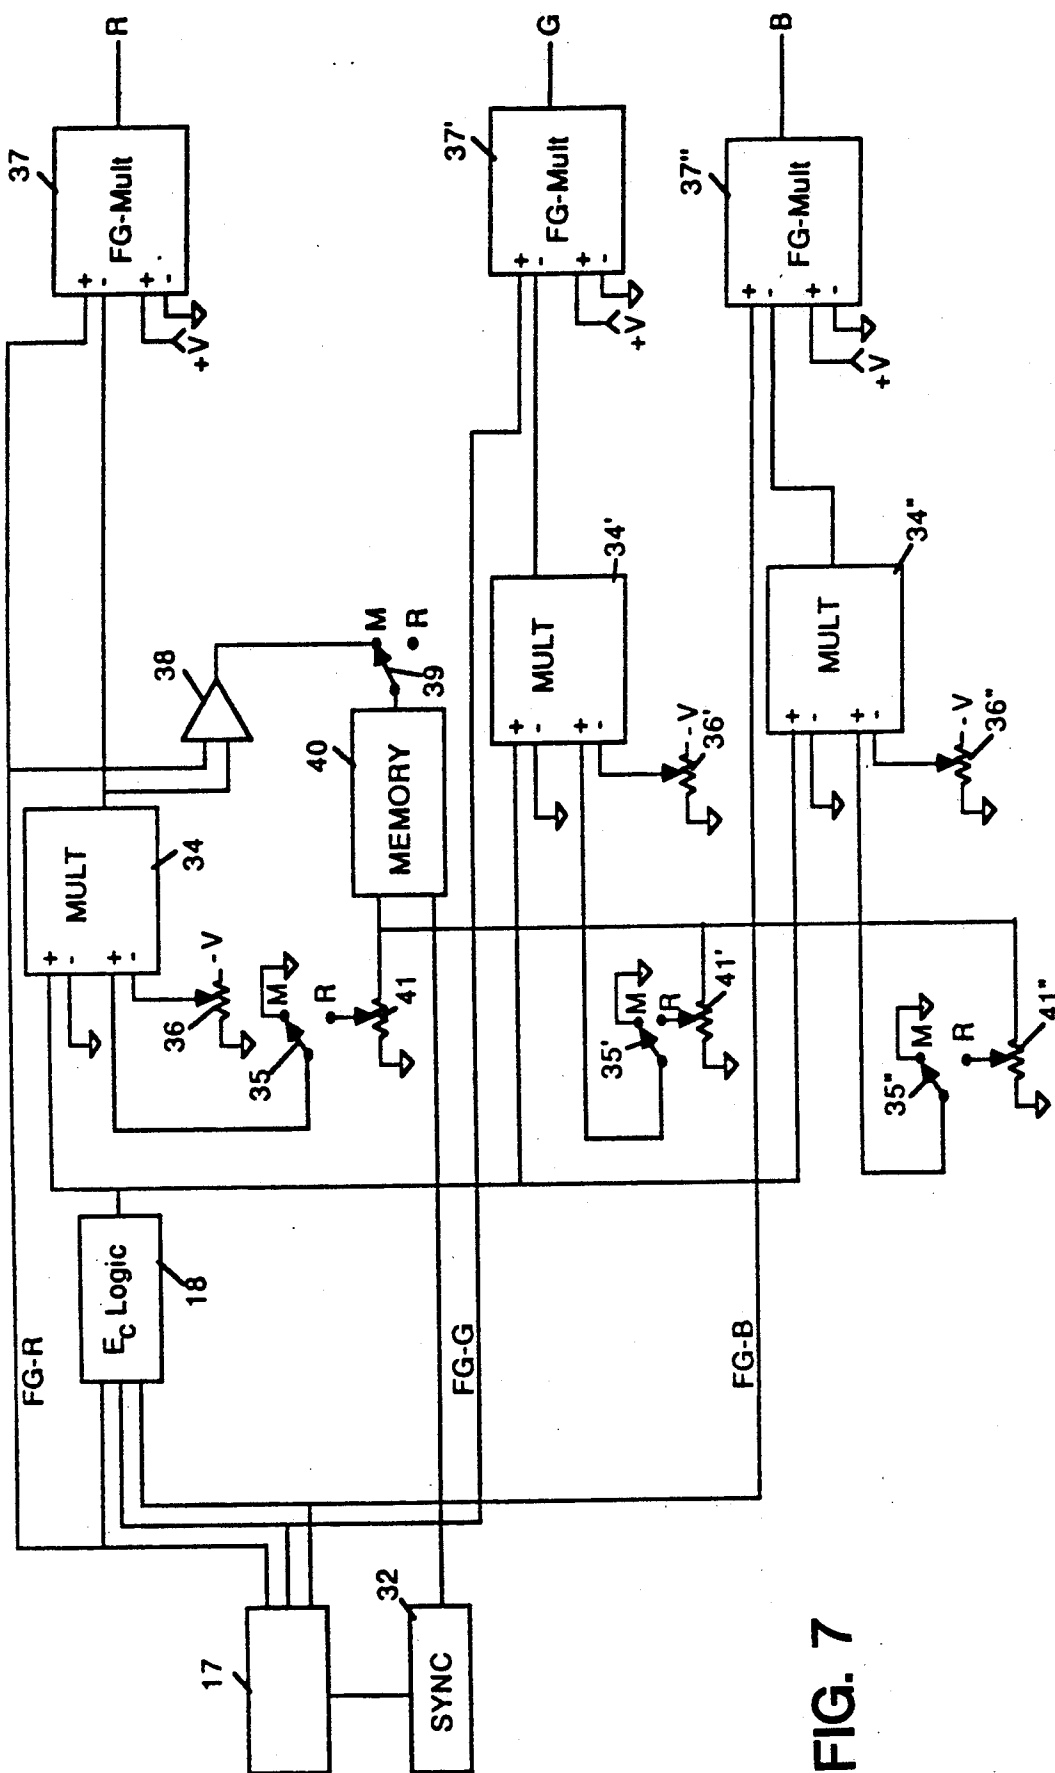 17
32
SYNC
FG-R
FG-G
FG-B
E_C Logic
18
+
-
+
-
MULT
34
- V
36
M
35
R
41
40
MEMORY
38
M
R
39
+
-
+
-
FG-Mult
37
+V
R
+
-
+
-
MULT
34'
- V
36'
M
35'
R
41'
+
-
+
-
FG-Mult
37'
+V
G
+
-
+
-
MULT
34"
- V
36"
M
35"
R
41"
+
-
+
-
FG-Mult
37"
+V
B
FIG. 7